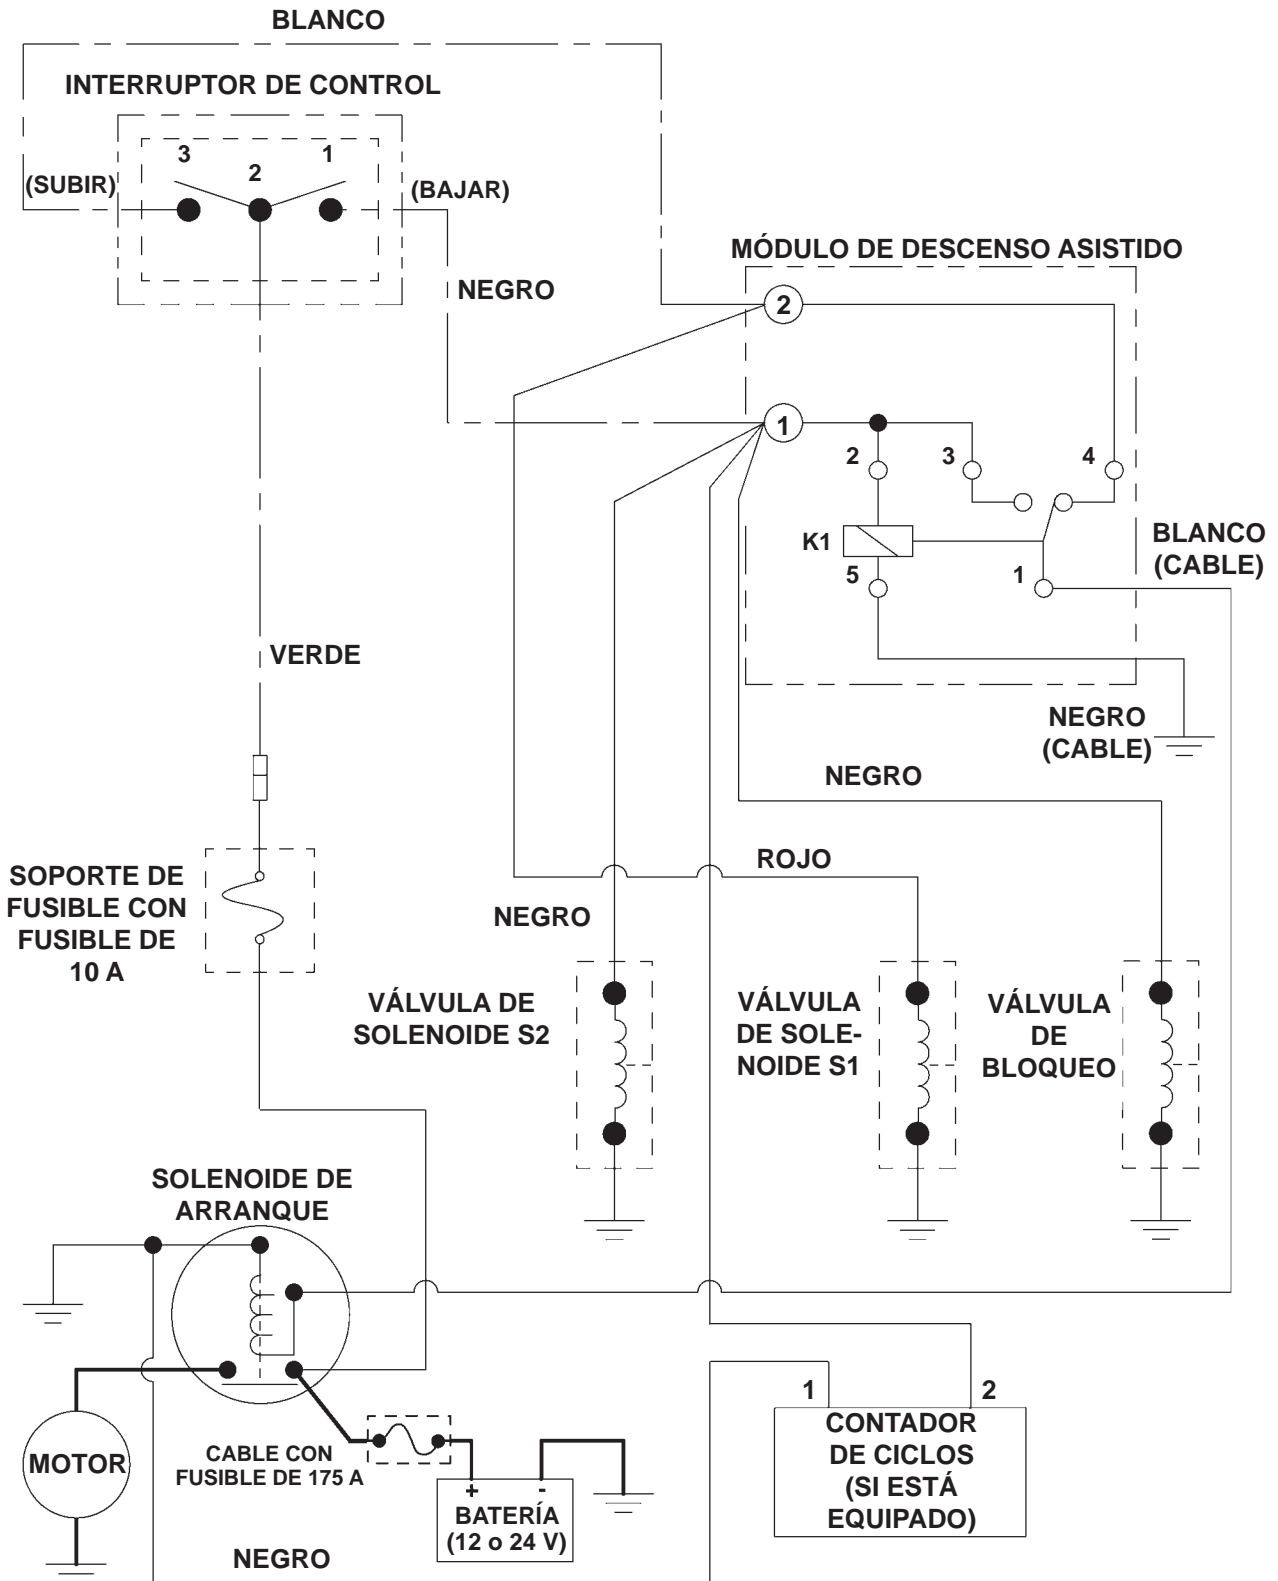 BLANCO
INTERRUPTOR DE CONTROL
3
1
2
(SUBIR)
(BAJAR)
MÓDULO DE DESCENSO ASISTIDO
NEGRO
2
1
2
3
4
K1
BLANCO
(CABLE)
5
1
VERDE
NEGRO
(CABLE)
NEGRO
ROJO
SOPORTE DE
FUSIBLE CON
FUSIBLE DE
10 A
NEGRO
VÁLVULA DE
SOLENOIDE S2
VÁLVULA
DE SOLE-
NOIDE S1
VÁLVULA
DE
BLOQUEO
SOLENOIDE DE
ARRANQUE
1
2
CONTADOR
DE CICLOS
(SI ESTÁ
EQUIPADO)
MOTOR
CABLE CON
FUSIBLE DE 175 A
+
-
BATERÍA
(12 o 24 V)
NEGRO